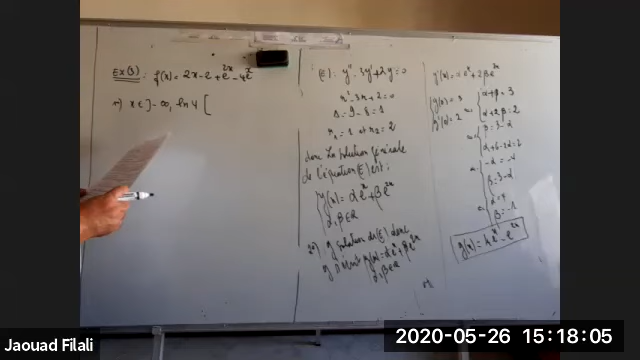 Ex(3): f(x) = 2x - 2 + e^{2x} - 4e^x
x ∈ ]-∞, ln 4[
(E): y'' - 3y' + 2y = 0
r² - 3r + 2 = 0
Δ = 9 - 8 = 1
r₁ = 1 et r₂ = 2
donc la solution générale
de l'équation (E) est :
y(x) = αe^x + βe^{2x}
α, β ∈ ℝ
2) g solution de (E) donc
g(x) = αe^x + βe^{2x}
α, β ∈ ℝ
g'(x) = αe^x + 2βe^{2x}
g(0) = 3
g'(0) = 2
α + β = 3
α + 2β = 2
β = 3 - α
α + 6 - 2α = 2
-α = -4
β = 3 - α
α = 4
β = -1
g(x) = 4e^x - e^{2x}
Jaouad Filali
2020-05-26 15:18:05